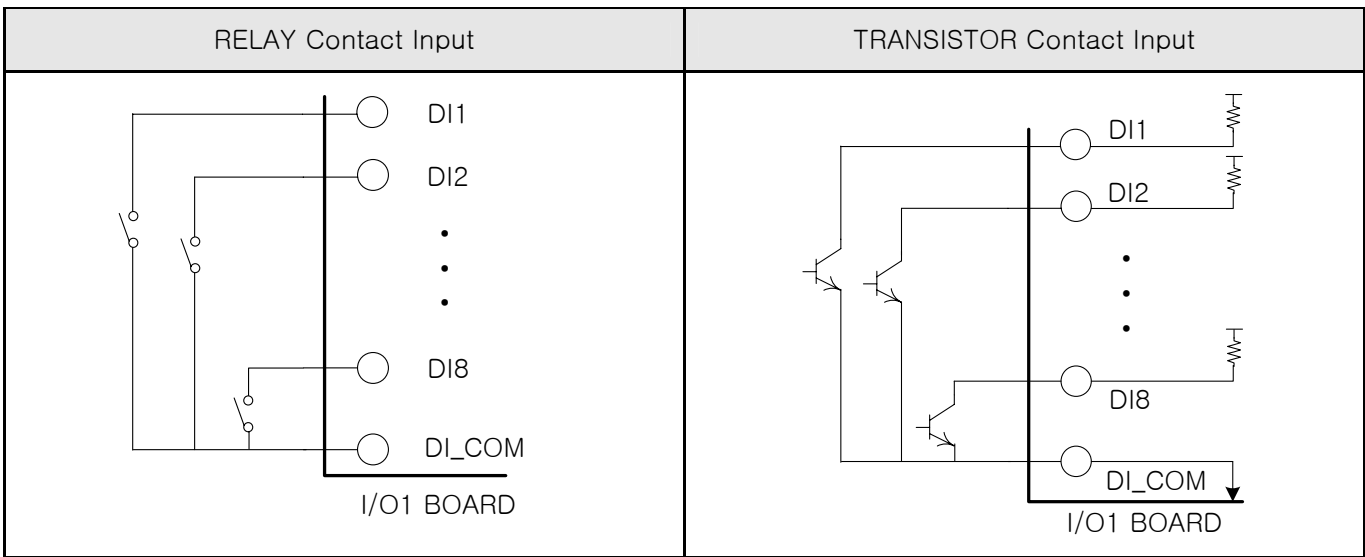 RELAY Contact Input
TRANSISTOR Contact Input
DI1
DI2
DI8
DI_COM
I/O1 BOARD
DI1
DI2
DI8
DI_COM
I/O1 BOARD